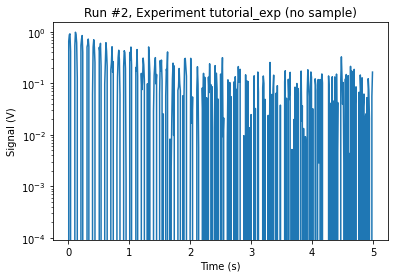 Run #2, Experiment tutorial_exp (no sample)
Signal (V)
10⁰
10⁻¹
10⁻²
10⁻³
10⁻⁴
0 1 2 3 4 5
Time (s)